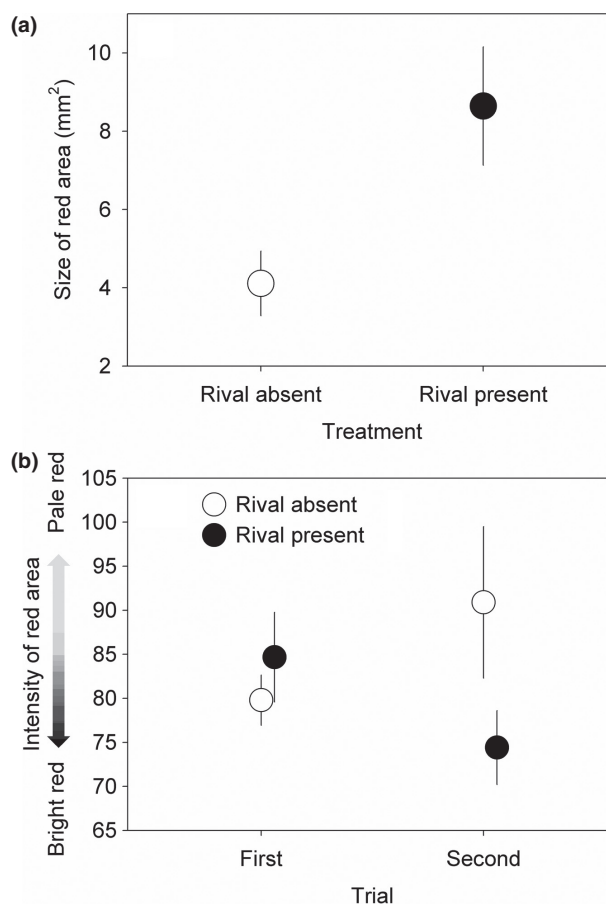 (a)
Size of red area (mm²)
10
8
6
4
2
Rival absent Rival present
Treatment
(b)
Bright red Intensity of red area Pale red
105
100
95
90
85
80
75
70
65
Rival absent
Rival present
First Second
Trial